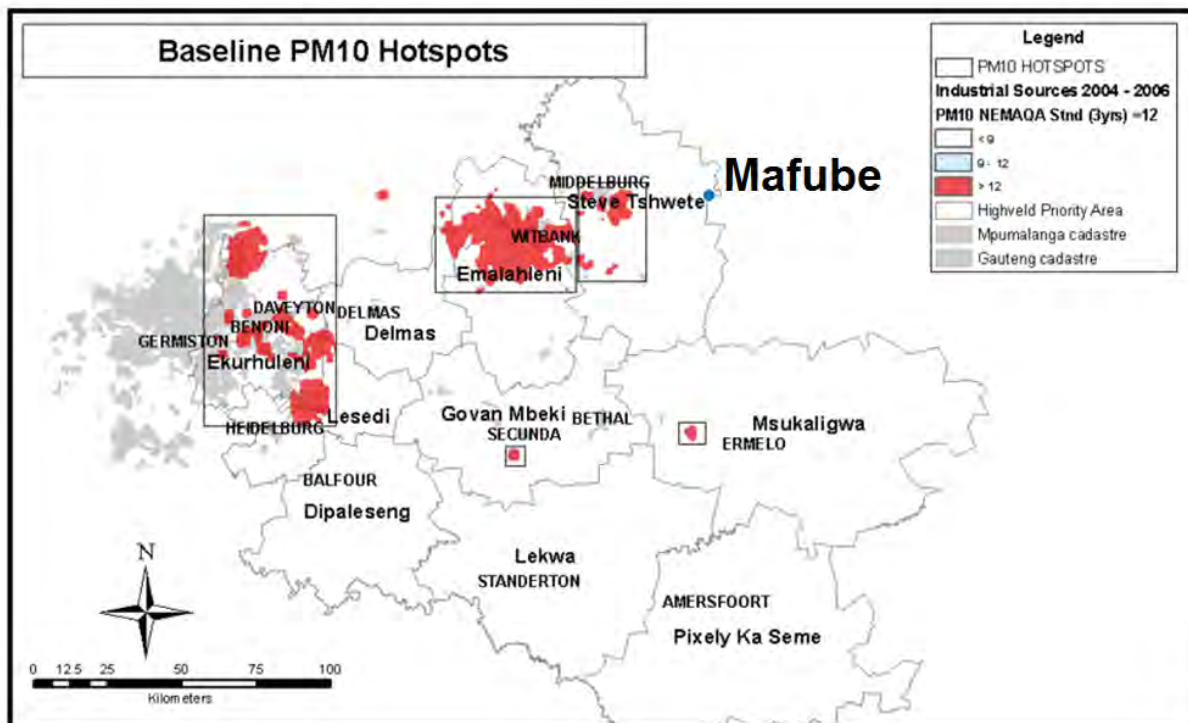 Baseline PM10 Hotspots
Legend
PM10 HOTSPOTS
Industrial Sources 2004 - 2006
PM10 NEMAQA Stnd (3yrs) =12
< 9
9 - 12
> 12
Highveld Priority Area
Mpumalanga cadastre
Gauteng cadastre
Mafube
MIDDELBURG
Steve Tshwete
WITBANK
Emalahleni
DAVEYTON
DELMAS
BENONI
Delmas
GERMISTON
Ekurhuleni
Lesedi
HEIDELBURG
Govan Mbeki
BETHAL
SECUNDA
Msukaligwa
ERMELO
BALFOUR
Dipaleseng
Lekwa
STANDERTON
AMERSFOORT
Pixely Ka Seme
N
0 12.5 25 50 75 100
Kilometers